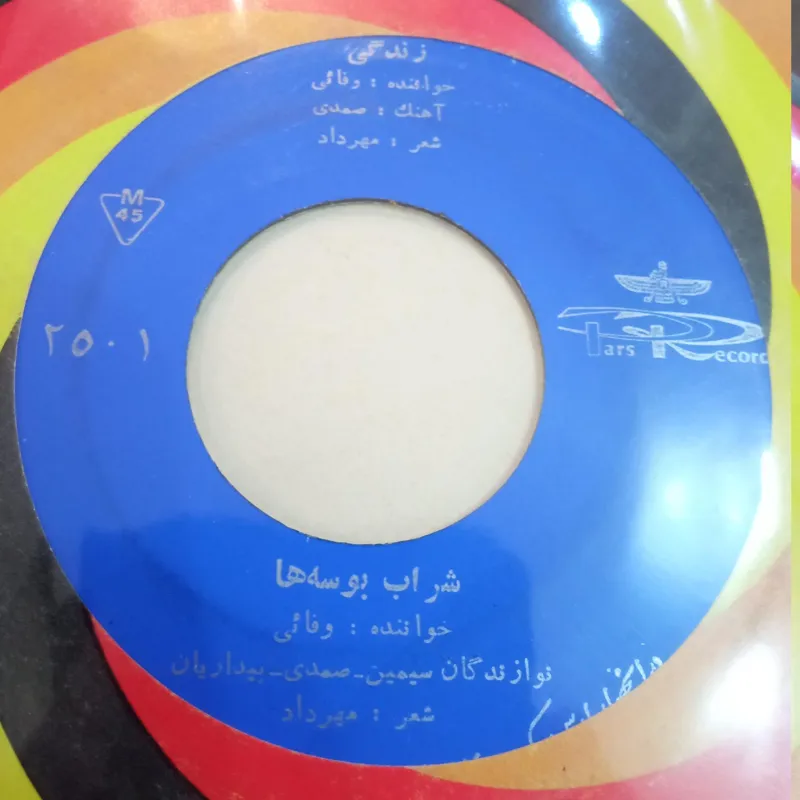 زندگی
خواننده : وفائی
آهنگ : صمدی
شعر : مهرداد
M
45
۲۵۰۱
Pars Record
شراب بوسه‌ها
خواننده : وفائی
نوازندگان سیمین-صمدی-بیداریان
شعر : مهرداد